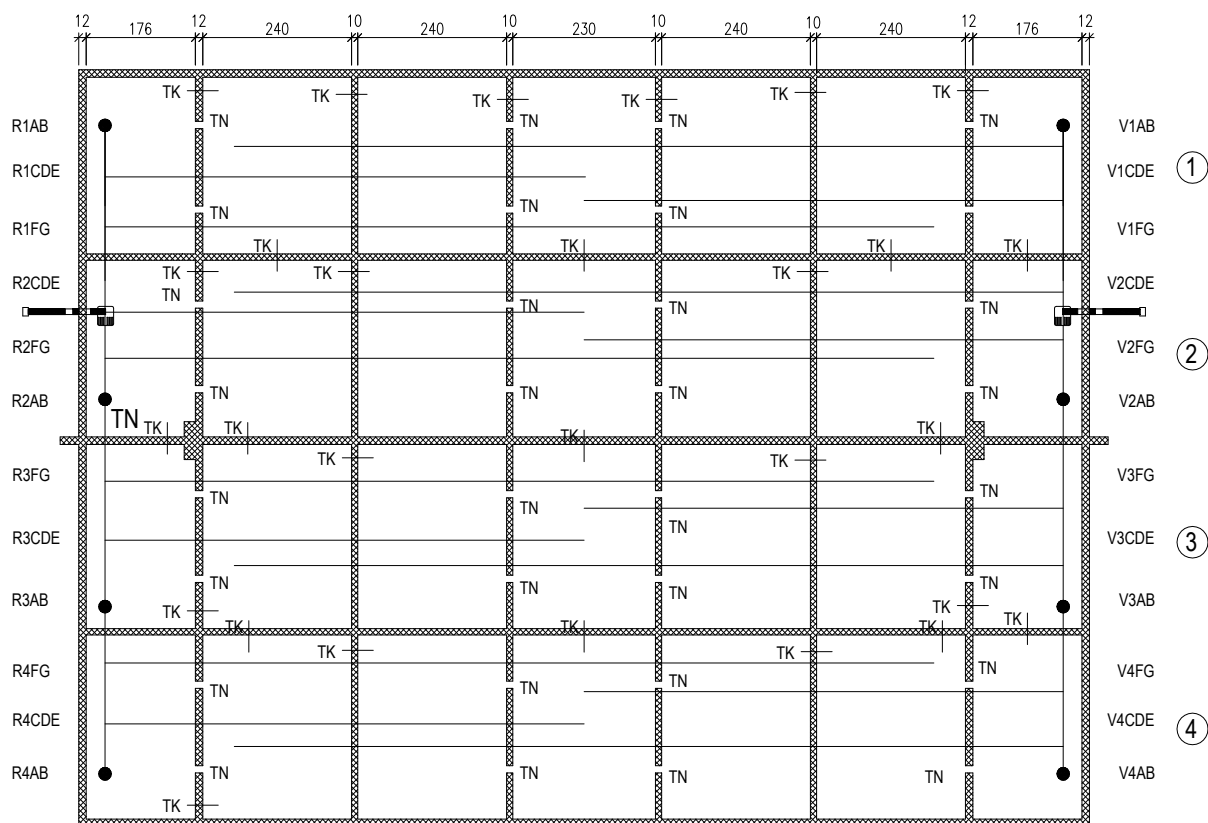 12 176 12 240 10 240 10 230 10 240 10 240 12 176 12
TK TK TK TK TK TK
R1AB TN TN TN TN V1AB
R1CDE V1CDE 1
TN TN TN TN
R1FG V1FG
TK TK TK TK
TK TK TK
R2CDE TN V2CDE
TN TN TN
R2FG V2FG 2
TN TN TN TN
R2AB V2AB
TN
TK TK TK TK
TK TK
R3FG V3FG
TN TN TN
TN
R3CDE V3CDE 3
TN TN TN TN
R3AB V3AB
TK TK
TK TK TK TK
TK TK
R4FG TN V4FG
TN TN TN
R4CDE V4CDE 4
R4AB TN TN TN TN V4AB
TK